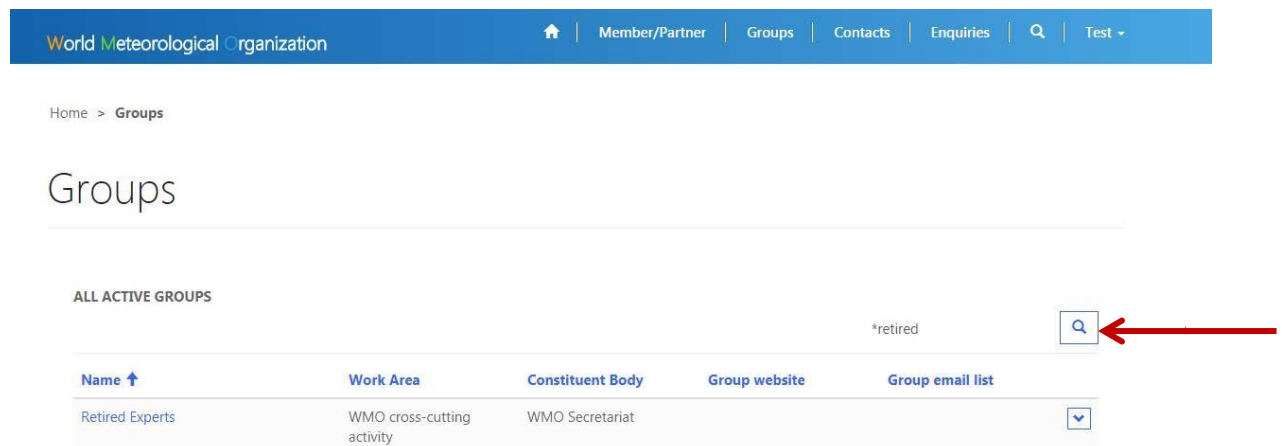 World Meteorological Organization
Member/Partner Groups Contacts Enquiries Test
Home > Groups
Groups
ALL ACTIVE GROUPS
*retired
Name Work Area Constituent Body Group website Group email list
Retired Experts WMO cross-cutting WMO Secretariat
activity